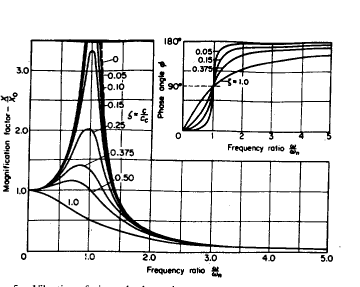 180°
90°
Phase angle ϕ
0.05
0.15
0.375
ζ = 1.0
0 1 2 3 4 5
Frequency ratio ω/ωn
3.0
2.0
1.0
Magnification factor – X/X0
0
0.05
0.10
0.15
ζ = c/cc
0.25
0.375
0.50
1.0
0 1.0 2.0 3.0 4.0 5.0
Frequency ratio ω/ωn